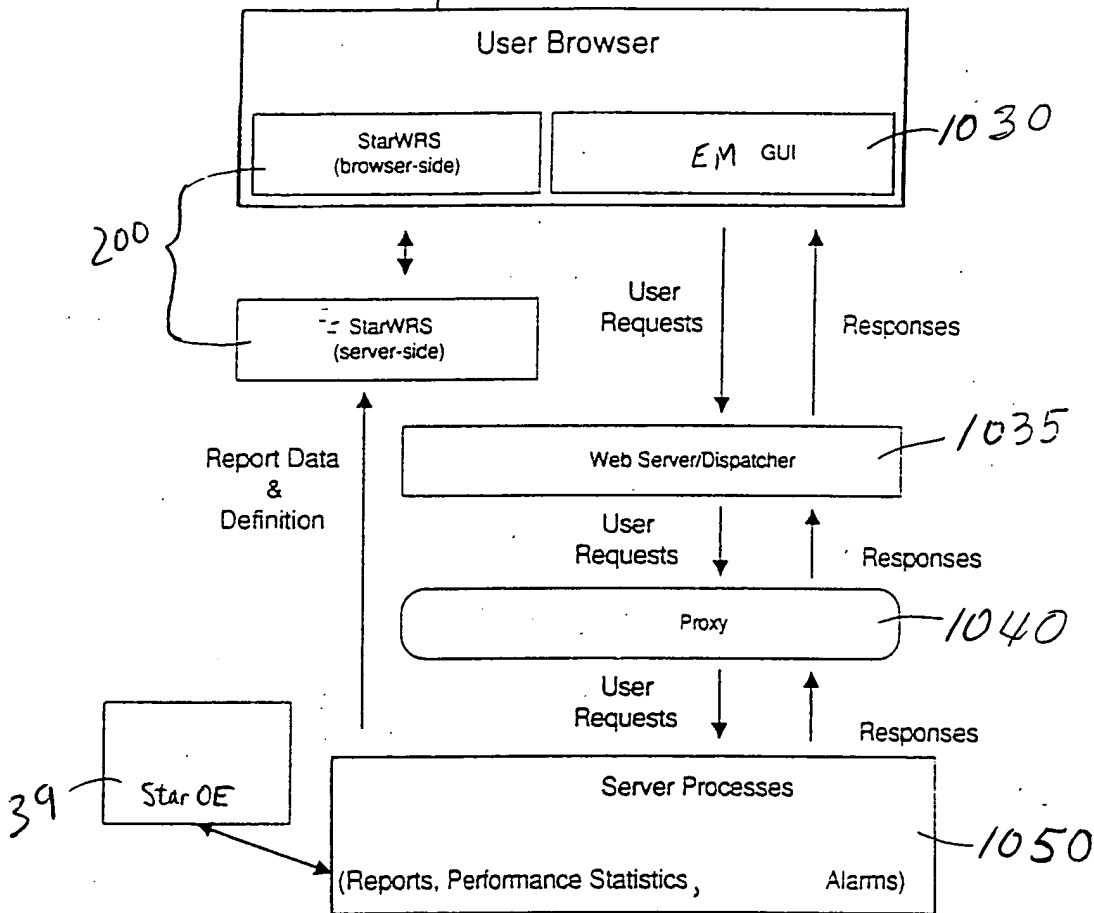 User Browser
StarWRS
(browser-side)
EM GUI
1030
200
StarWRS
(server-side)
User
Requests
Responses
1035
Report Data
&
Definition
Web Server/Dispatcher
User
Requests
Responses
Proxy
1040
User
Requests
Responses
39
Star OE
Server Processes
1050
(Reports, Performance Statistics, Alarms)